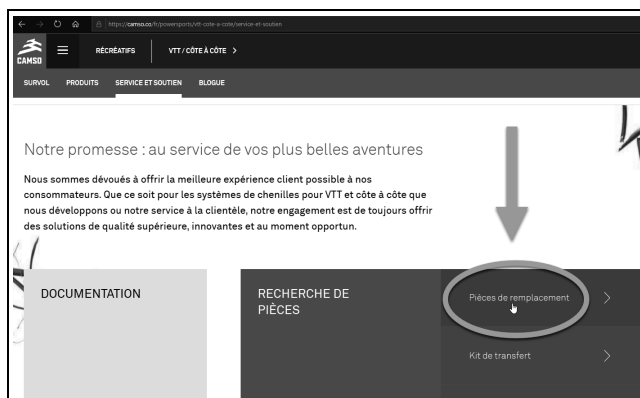 https://camso.co/fr/powersports/vtt-cote-a-cote/service-et-soutien
CAMSO
RÉCRÉATIFS
VTT / CÔTE À CÔTE
SURVOL PRODUITS SERVICE ET SOUTIEN BLOGUE
Notre promesse : au service de vos plus belles aventures
Nous sommes dévoués à offrir la meilleure expérience client possible à nos
consommateurs. Que ce soit pour les systèmes de chenilles pour VTT et côte à côte que
nous développons ou notre service à la clientèle, notre engagement est de toujours offrir
des solutions de qualité supérieure, innovantes et au moment opportun.
DOCUMENTATION
RECHERCHE DE
PIÈCES
Pièces de remplacement
Kit de transfert